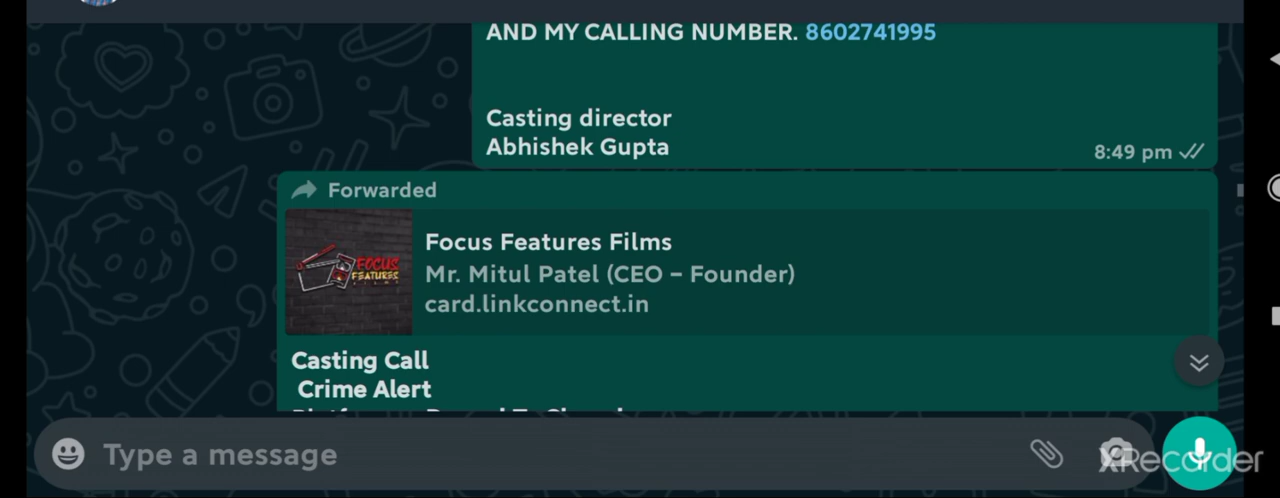 AND MY CALLING NUMBER. 8602741995
Casting director
Abhishek Gupta
8:49 pm
Forwarded
FOCUS
FEATURES
FILMS
Focus Features Films
Mr. Mitul Patel (CEO – Founder)
card.linkconnect.in
Casting Call
Crime Alert
Type a message
XRecorder